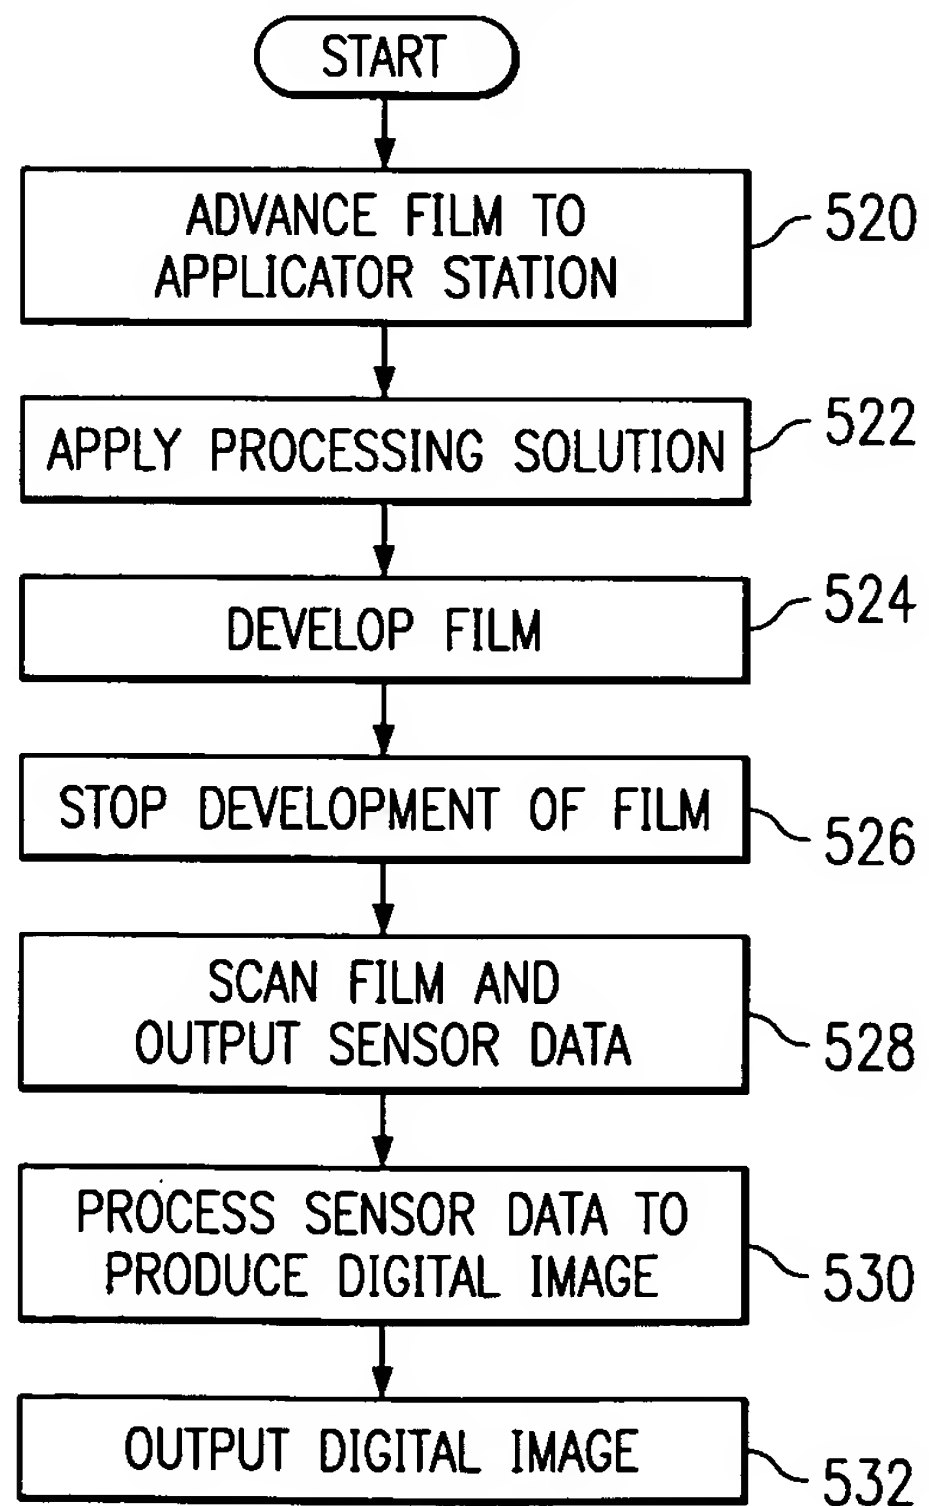 START
ADVANCE FILM TO
APPLICATOR STATION
520
APPLY PROCESSING SOLUTION
522
DEVELOP FILM
524
STOP DEVELOPMENT OF FILM
526
SCAN FILM AND
OUTPUT SENSOR DATA
528
PROCESS SENSOR DATA TO
PRODUCE DIGITAL IMAGE
530
OUTPUT DIGITAL IMAGE
532